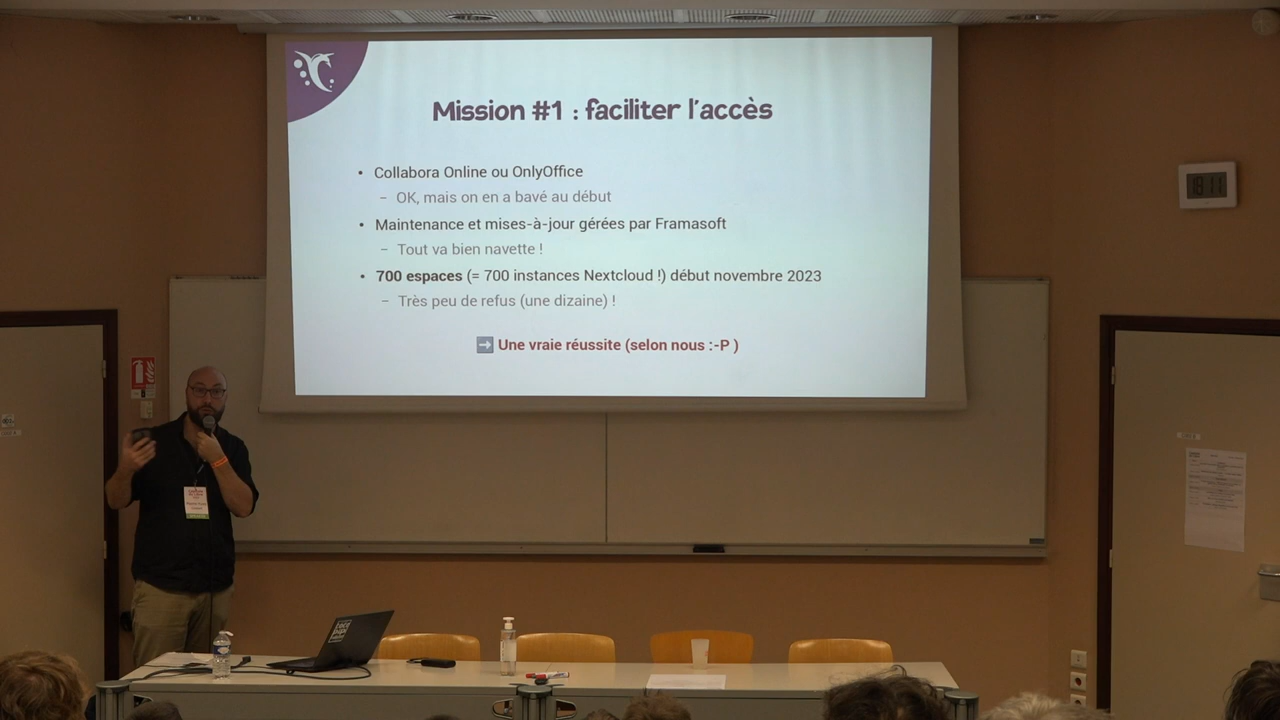 Mission #1 : faciliter l'accès
• Collabora Online ou OnlyOffice
– OK, mais on en a bavé au début
• Maintenance et mises-à-jour gérées par Framasoft
– Tout va bien navette !
• 700 espaces (= 700 instances Nextcloud !) début novembre 2023
– Très peu de refus (une dizaine) !
➡ Une vraie réussite (selon nous :-P )
18:11